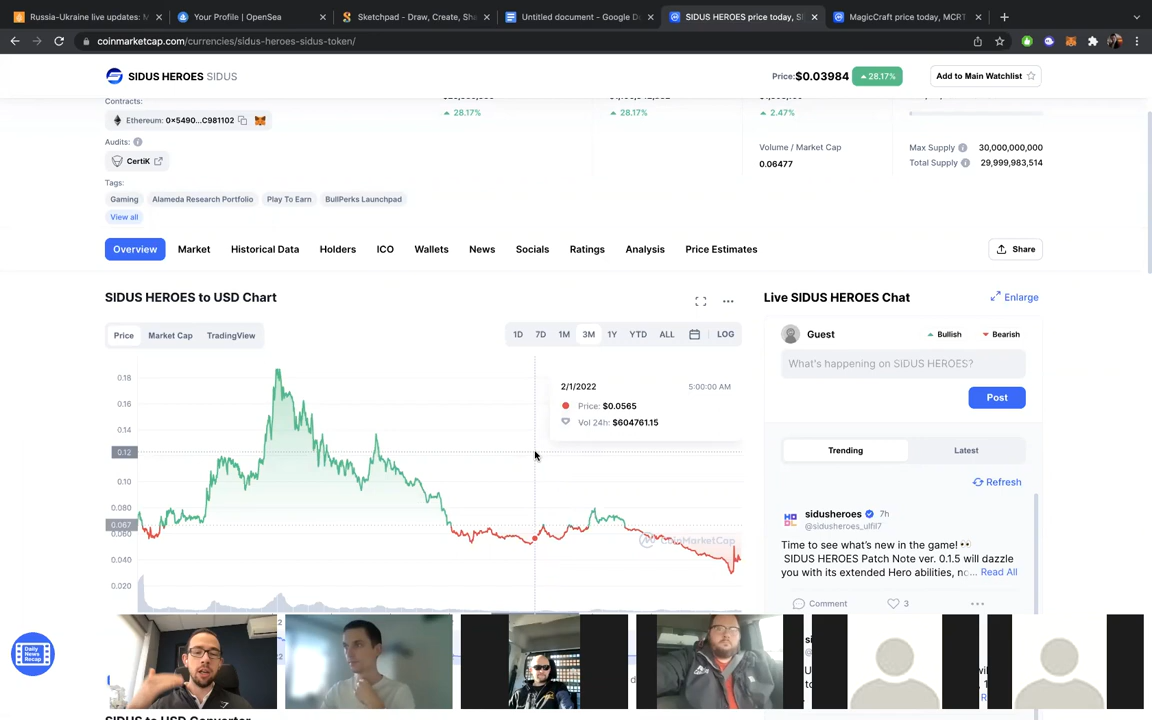 Russia-Ukraine live updates: M
Your Profile | OpenSea
Sketchpad - Draw, Create, Sha
Untitled document - Google D
SIDUS HEROES price today, S
MagicCraft price today, MCRT
coinmarketcap.com/currencies/sidus-heroes-sidus-token/
SIDUS HEROES SIDUS
Price: $0.03984
28.17%
Add to Main Watchlist
Contracts:
Ethereum: 0x5490...C981102
28.17%
28.17%
2.47%
Audits:
CertiK
Volume / Market Cap
0.06477
Max Supply 30,000,000,000
Total Supply 29,999,983,514
Tags:
Gaming
Alameda Research Portfolio
Play To Earn
BullPerks Launchpad
View all
Overview
Market
Historical Data
Holders
ICO
Wallets
News
Socials
Ratings
Analysis
Price Estimates
Share
SIDUS HEROES to USD Chart
Price
Market Cap
TradingView
1D
7D
1M
3M
1Y
YTD
ALL
LOG
0.18
0.16
0.14
0.12
0.10
0.080
0.067
0.060
0.040
0.020
2/1/2022
5:00:00 AM
Price: $0.0565
Vol 24h: $604761.15
CoinMarketCap
Live SIDUS HEROES Chat
Enlarge
Guest
Bullish
Bearish
What's happening on SIDUS HEROES?
Post
Trending
Latest
Refresh
sidusheroes 7h
@sidusheroes_ulfil7
Time to see what's new in the game!
SIDUS HEROES Patch Note ver. 0.1.5 will dazzle
you with its extended Hero abilities, n... Read All
Comment
3
Daily
News
Recap
SIDUS to USD Converter